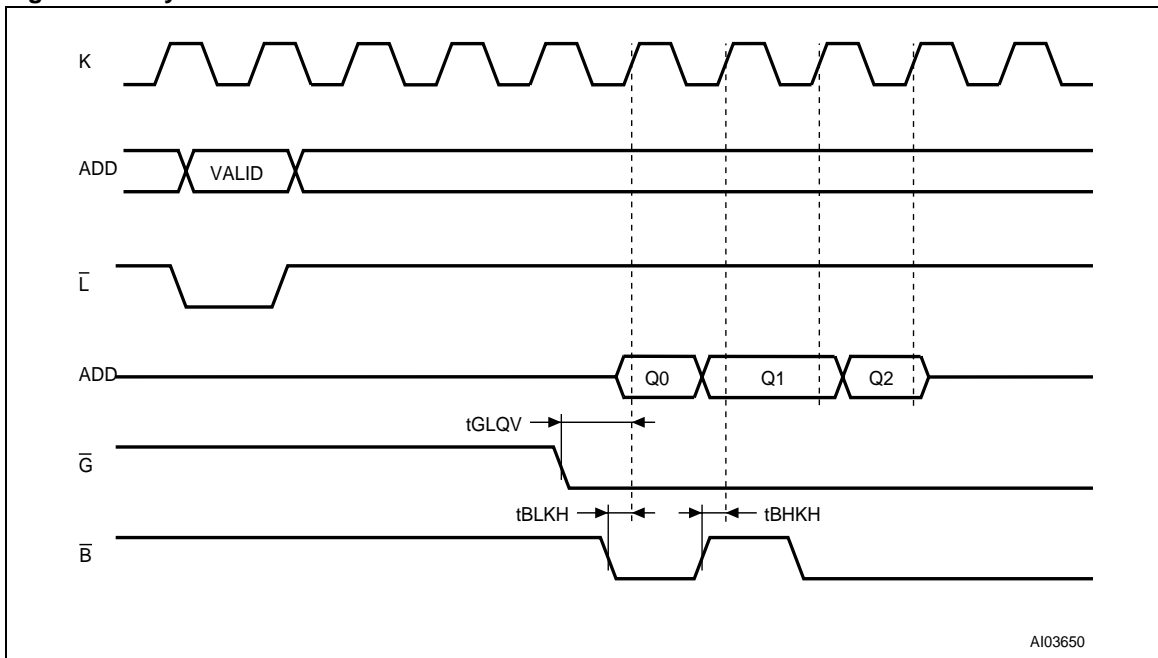 K
ADD
VALID
L
ADD
Q0
Q1
Q2
tGLQV
G
tBLKH
tBHKH
B
AI03650